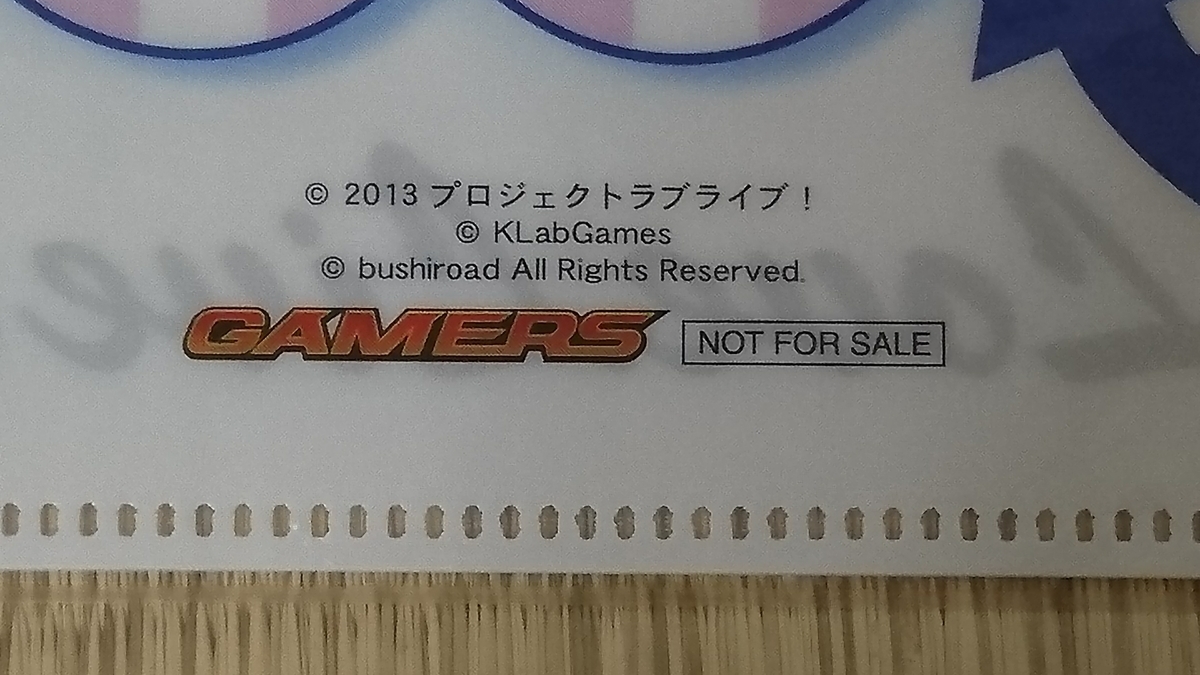 © 2013 プロジェクトラブライブ！
© KLabGames
© bushiroad All Rights Reserved.
GAMERS NOT FOR SALE